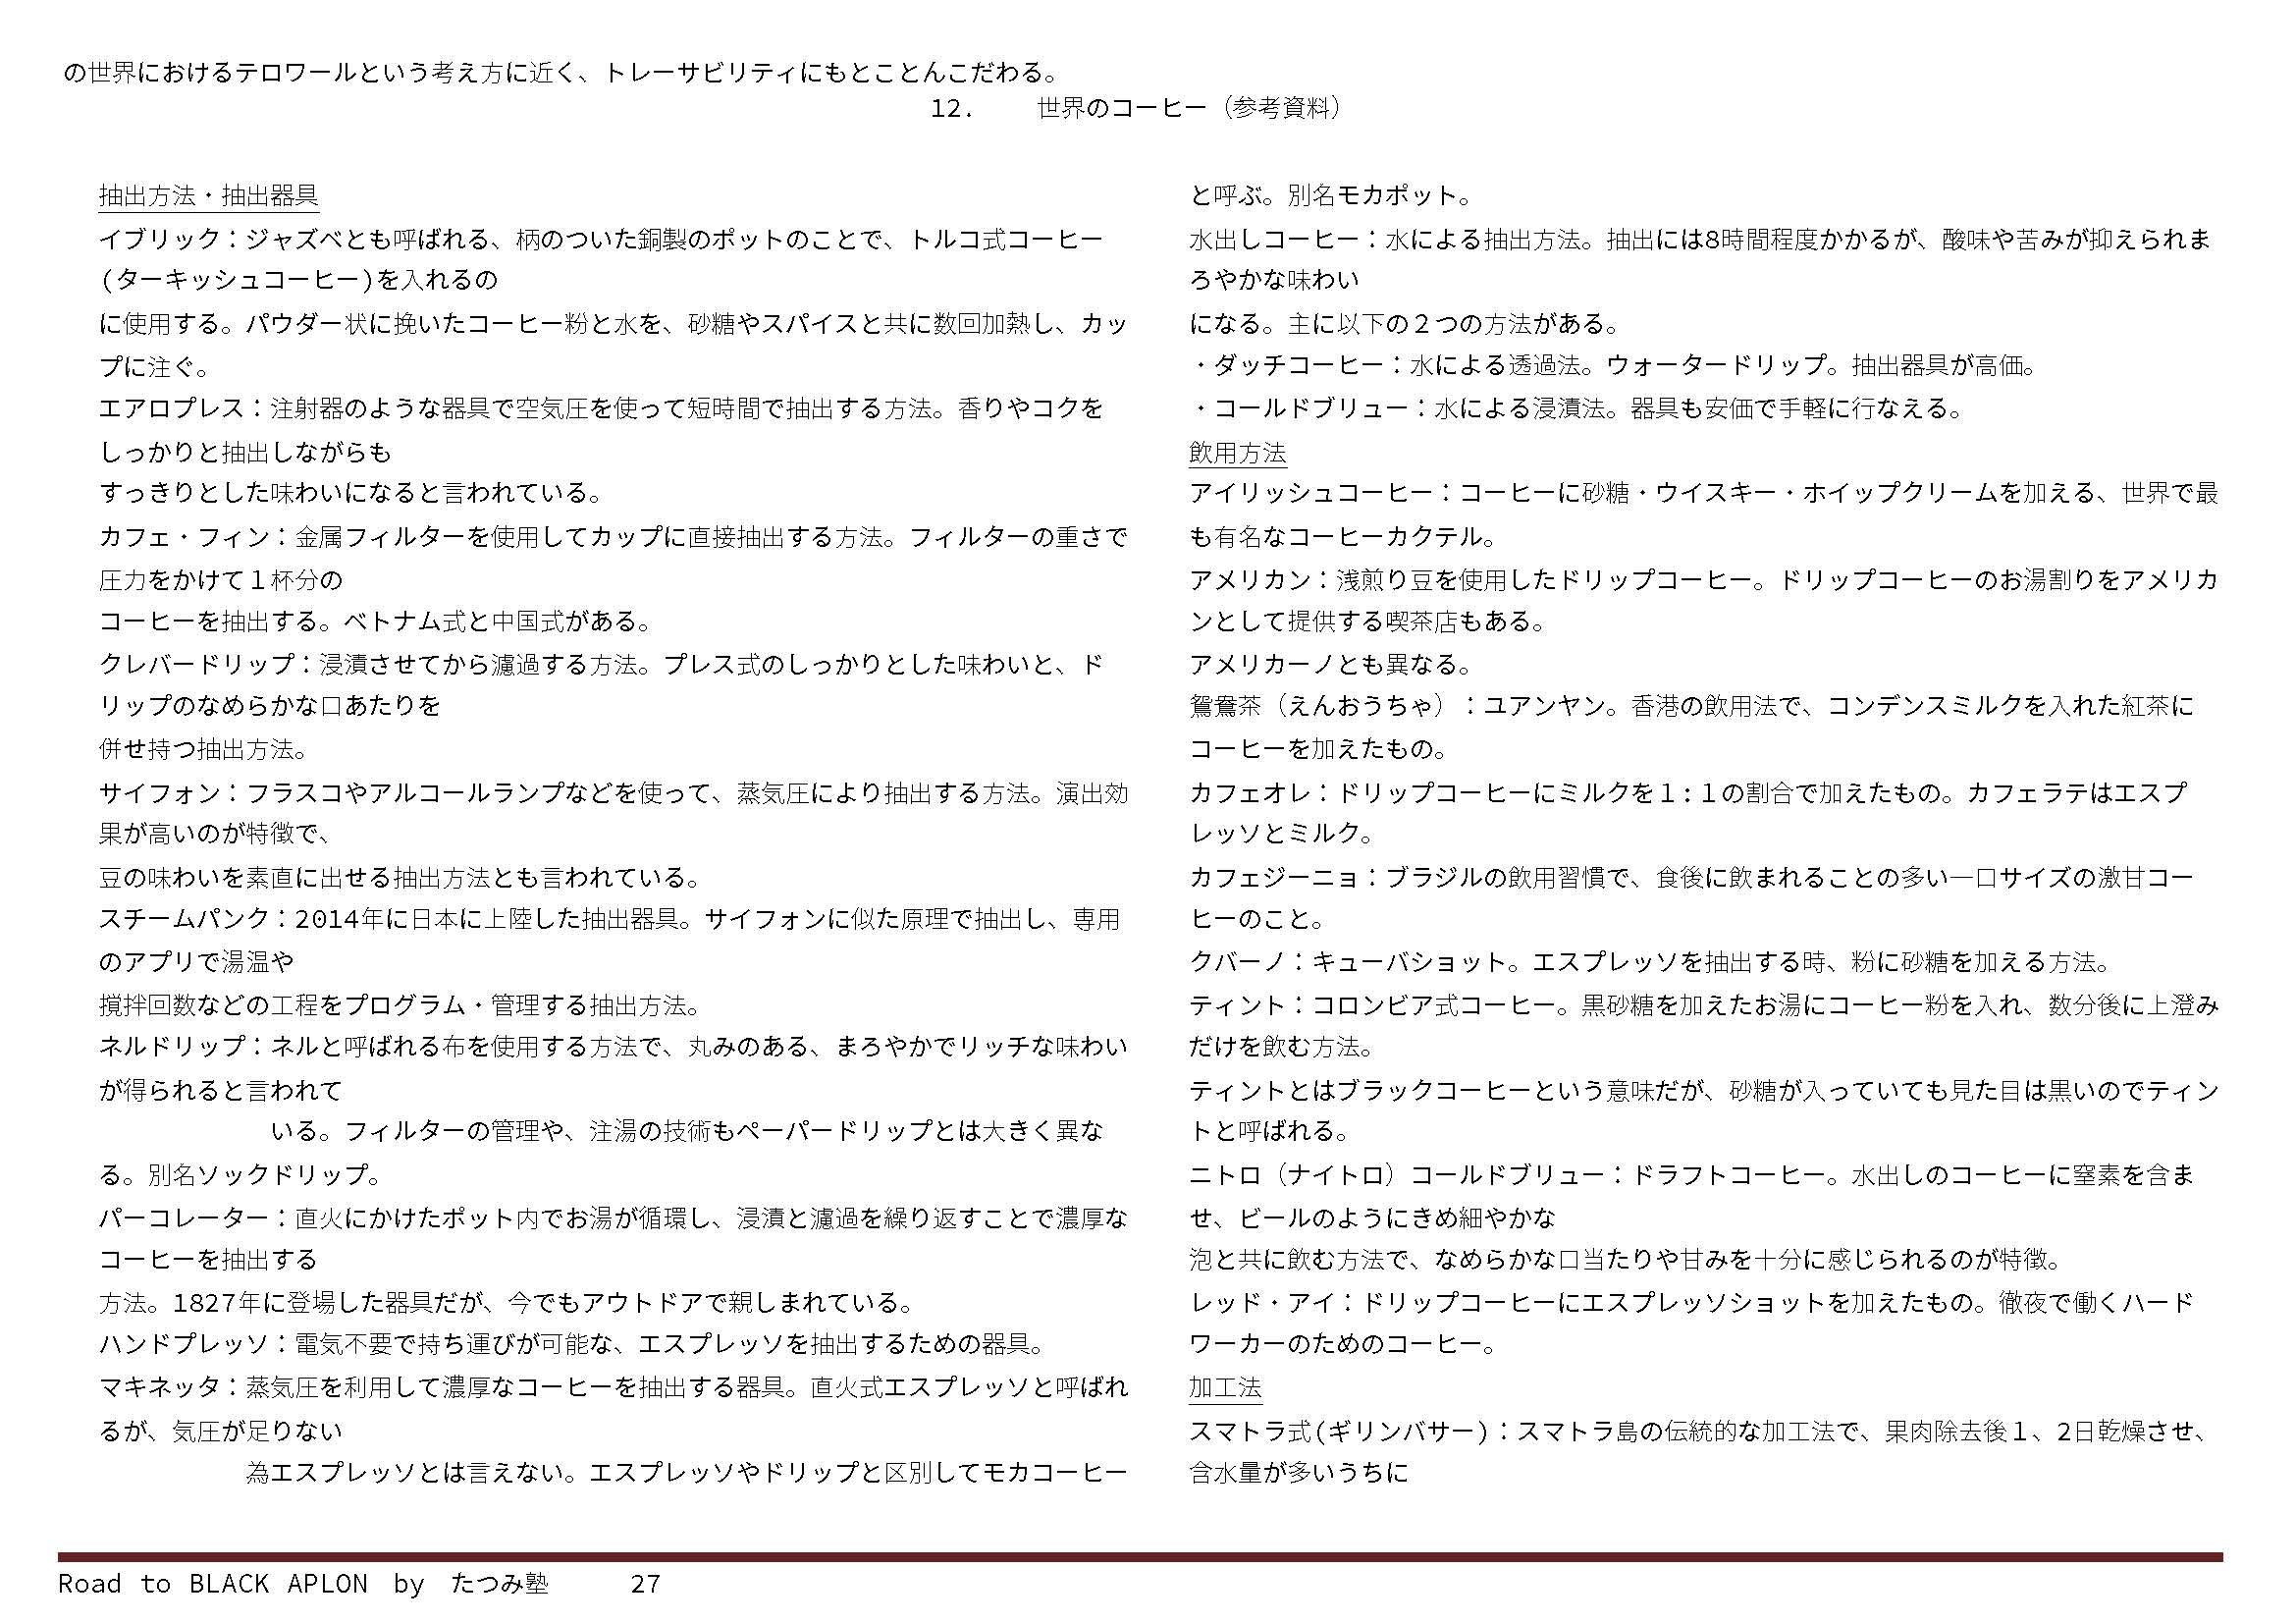 の世界におけるテロワールという考え方に近く、トレーサビリティにもとことんこだわる。
12.　世界のコーヒー（参考資料）
抽出方法・抽出器具
イブリック：ジャズベとも呼ばれる、柄のついた銅製のポットのことで、トルコ式コーヒー
(ターキッシュコーヒー)を入れるの
に使用する。パウダー状に挽いたコーヒー粉と水を、砂糖やスパイスと共に数回加熱し、カッ
プに注ぐ。
エアロプレス：注射器のような器具で空気圧を使って短時間で抽出する方法。香りやコクを
しっかりと抽出しながらも
すっきりとした味わいになると言われている。
カフェ・フィン：金属フィルターを使用してカップに直接抽出する方法。フィルターの重さで
圧力をかけて１杯分の
コーヒーを抽出する。ベトナム式と中国式がある。
クレバードリップ：浸漬させてから濾過する方法。プレス式のしっかりとした味わいと、ド
リップのなめらかな口あたりを
併せ持つ抽出方法。
サイフォン：フラスコやアルコールランプなどを使って、蒸気圧により抽出する方法。演出効
果が高いのが特徴で、
豆の味わいを素直に出せる抽出方法とも言われている。
スチームパンク：2014年に日本に上陸した抽出器具。サイフォンに似た原理で抽出し、専用
のアプリで湯温や
撹拌回数などの工程をプログラム・管理する抽出方法。
ネルドリップ：ネルと呼ばれる布を使用する方法で、丸みのある、まろやかでリッチな味わい
が得られると言われて
いる。フィルターの管理や、注湯の技術もペーパードリップとは大きく異な
る。別名ソックドリップ。
パーコレーター：直火にかけたポット内でお湯が循環し、浸漬と濾過を繰り返すことで濃厚な
コーヒーを抽出する
方法。1827年に登場した器具だが、今でもアウトドアで親しまれている。
ハンドプレッソ：電気不要で持ち運びが可能な、エスプレッソを抽出するための器具。
マキネッタ：蒸気圧を利用して濃厚なコーヒーを抽出する器具。直火式エスプレッソと呼ばれ
るが、気圧が足りない
為エスプレッソとは言えない。エスプレッソやドリップと区別してモカコーヒー
と呼ぶ。別名モカポット。
水出しコーヒー：水による抽出方法。抽出には8時間程度かかるが、酸味や苦みが抑えられま
ろやかな味わい
になる。主に以下の２つの方法がある。
・ダッチコーヒー：水による透過法。ウォータードリップ。抽出器具が高価。
・コールドブリュー：水による浸漬法。器具も安価で手軽に行なえる。
飲用方法
アイリッシュコーヒー：コーヒーに砂糖・ウイスキー・ホイップクリームを加える、世界で最
も有名なコーヒーカクテル。
アメリカン：浅煎り豆を使用したドリップコーヒー。ドリップコーヒーのお湯割りをアメリカ
ンとして提供する喫茶店もある。
アメリカーノとも異なる。
鴛鴦茶（えんおうちゃ）：ユアンヤン。香港の飲用法で、コンデンスミルクを入れた紅茶に
コーヒーを加えたもの。
カフェオレ：ドリップコーヒーにミルクを１:１の割合で加えたもの。カフェラテはエスプ
レッソとミルク。
カフェジーニョ：ブラジルの飲用習慣で、食後に飲まれることの多い一口サイズの激甘コー
ヒーのこと。
クバーノ：キューバショット。エスプレッソを抽出する時、粉に砂糖を加える方法。
ティント：コロンビア式コーヒー。黒砂糖を加えたお湯にコーヒー粉を入れ、数分後に上澄み
だけを飲む方法。
ティントとはブラックコーヒーという意味だが、砂糖が入っていても見た目は黒いのでティン
トと呼ばれる。
ニトロ（ナイトロ）コールドブリュー：ドラフトコーヒー。水出しのコーヒーに窒素を含ま
せ、ビールのようにきめ細やかな
泡と共に飲む方法で、なめらかな口当たりや甘みを十分に感じられるのが特徴。
レッド・アイ：ドリップコーヒーにエスプレッソショットを加えたもの。徹夜で働くハード
ワーカーのためのコーヒー。
加工法
スマトラ式(ギリンバサー)：スマトラ島の伝統的な加工法で、果肉除去後１、2日乾燥させ、
含水量が多いうちに
Road to BLACK APLON by たつみ塾　27